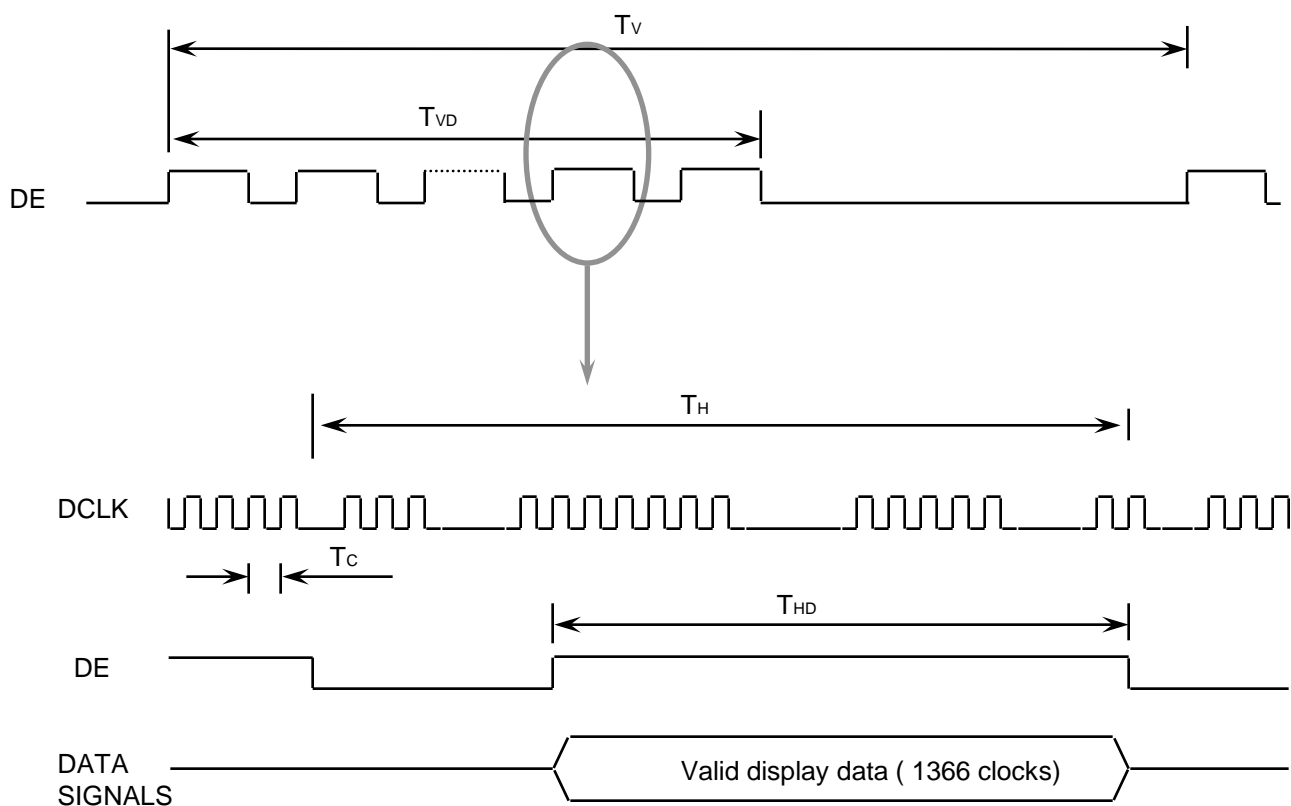 TV
TVD
DE
TH
DCLK
TC
THD
DE
DATA
SIGNALS
Valid display data ( 1366 clocks)